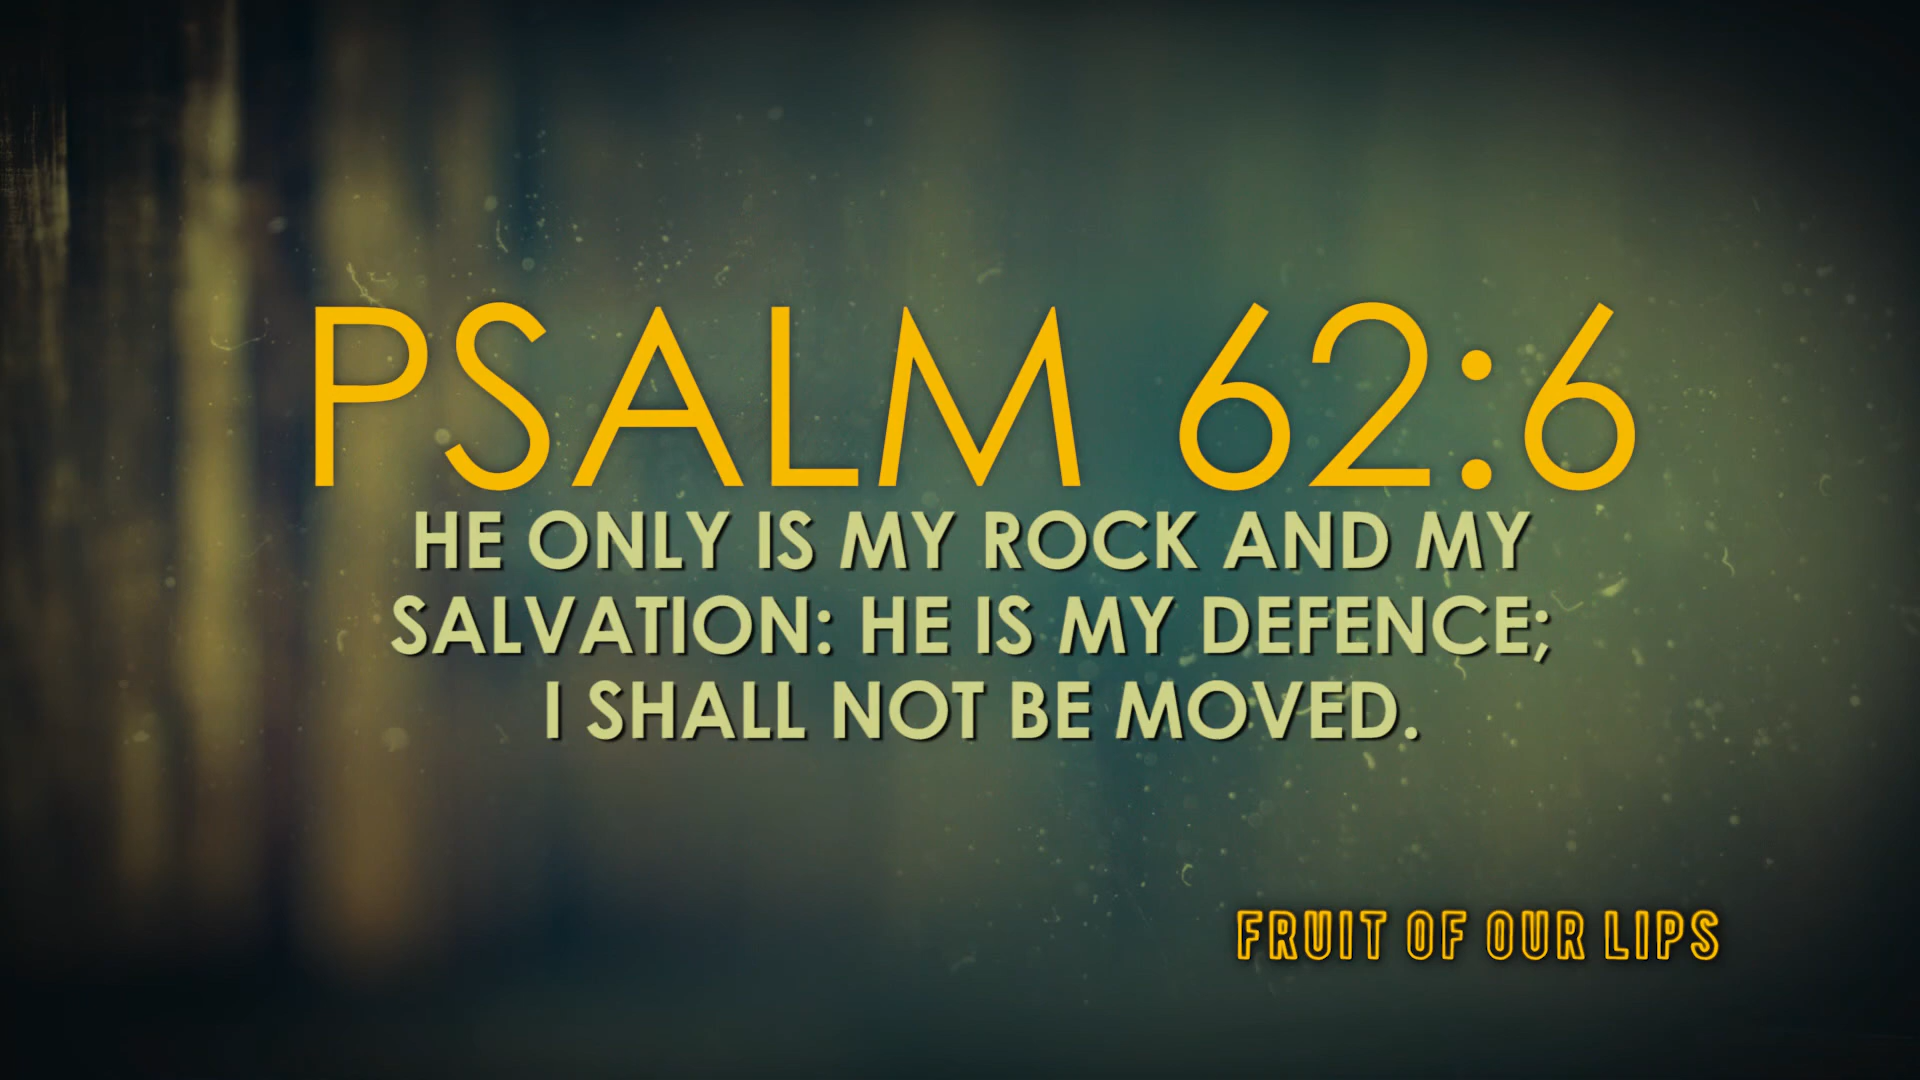 PSALM 62:6
HE ONLY IS MY ROCK AND MY
SALVATION: HE IS MY DEFENCE;
I SHALL NOT BE MOVED.
FRUIT OF OUR LIPS